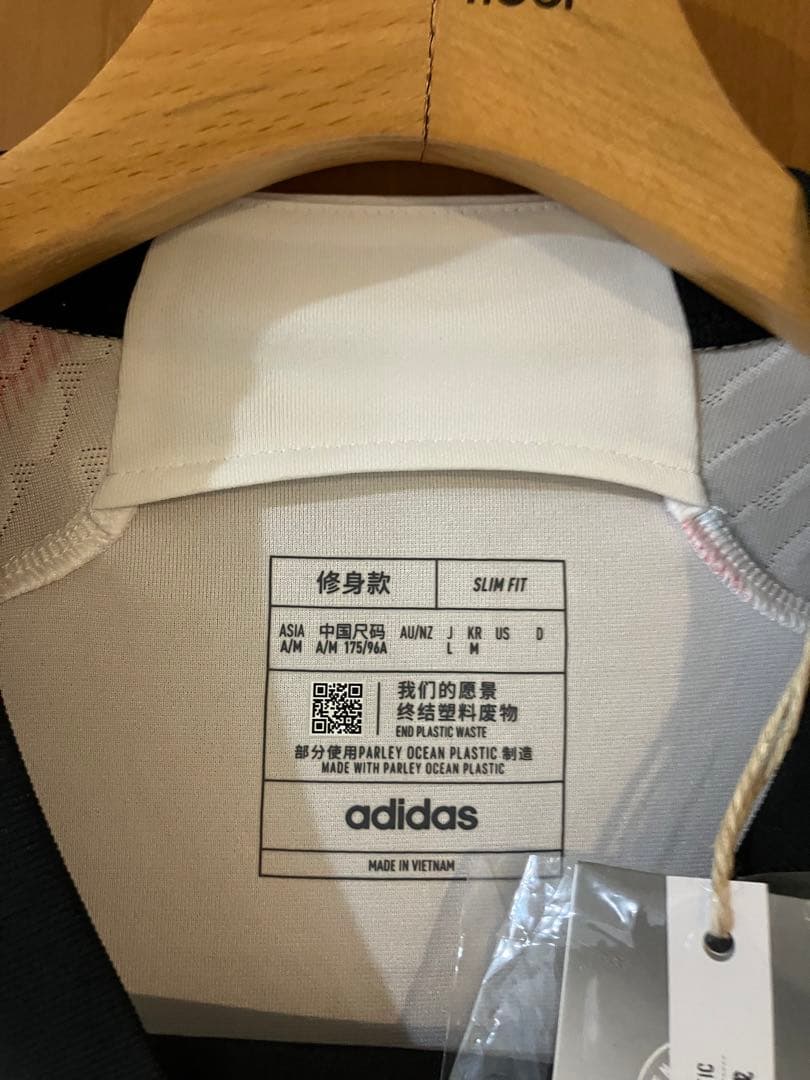 修身款 SLIM FIT
ASIA 中国尺码 AU/NZ J KR US D
A/M A/M 175/96A L M
我们的愿景
终结塑料废物
END PLASTIC WASTE
部分使用PARLEY OCEAN PLASTIC 制造
MADE WITH PARLEY OCEAN PLASTIC
adidas
MADE IN VIETNAM